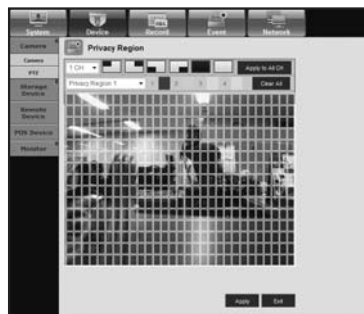 System Device Record Event Network
Camera
Privacy Region
Camera
1 CH
Apply to All CH
PTZ
Privacy Region 1
1 2 3 4
Clear All
Storage
Device
Remote
Device
POS Device
Monitor
Apply Exit